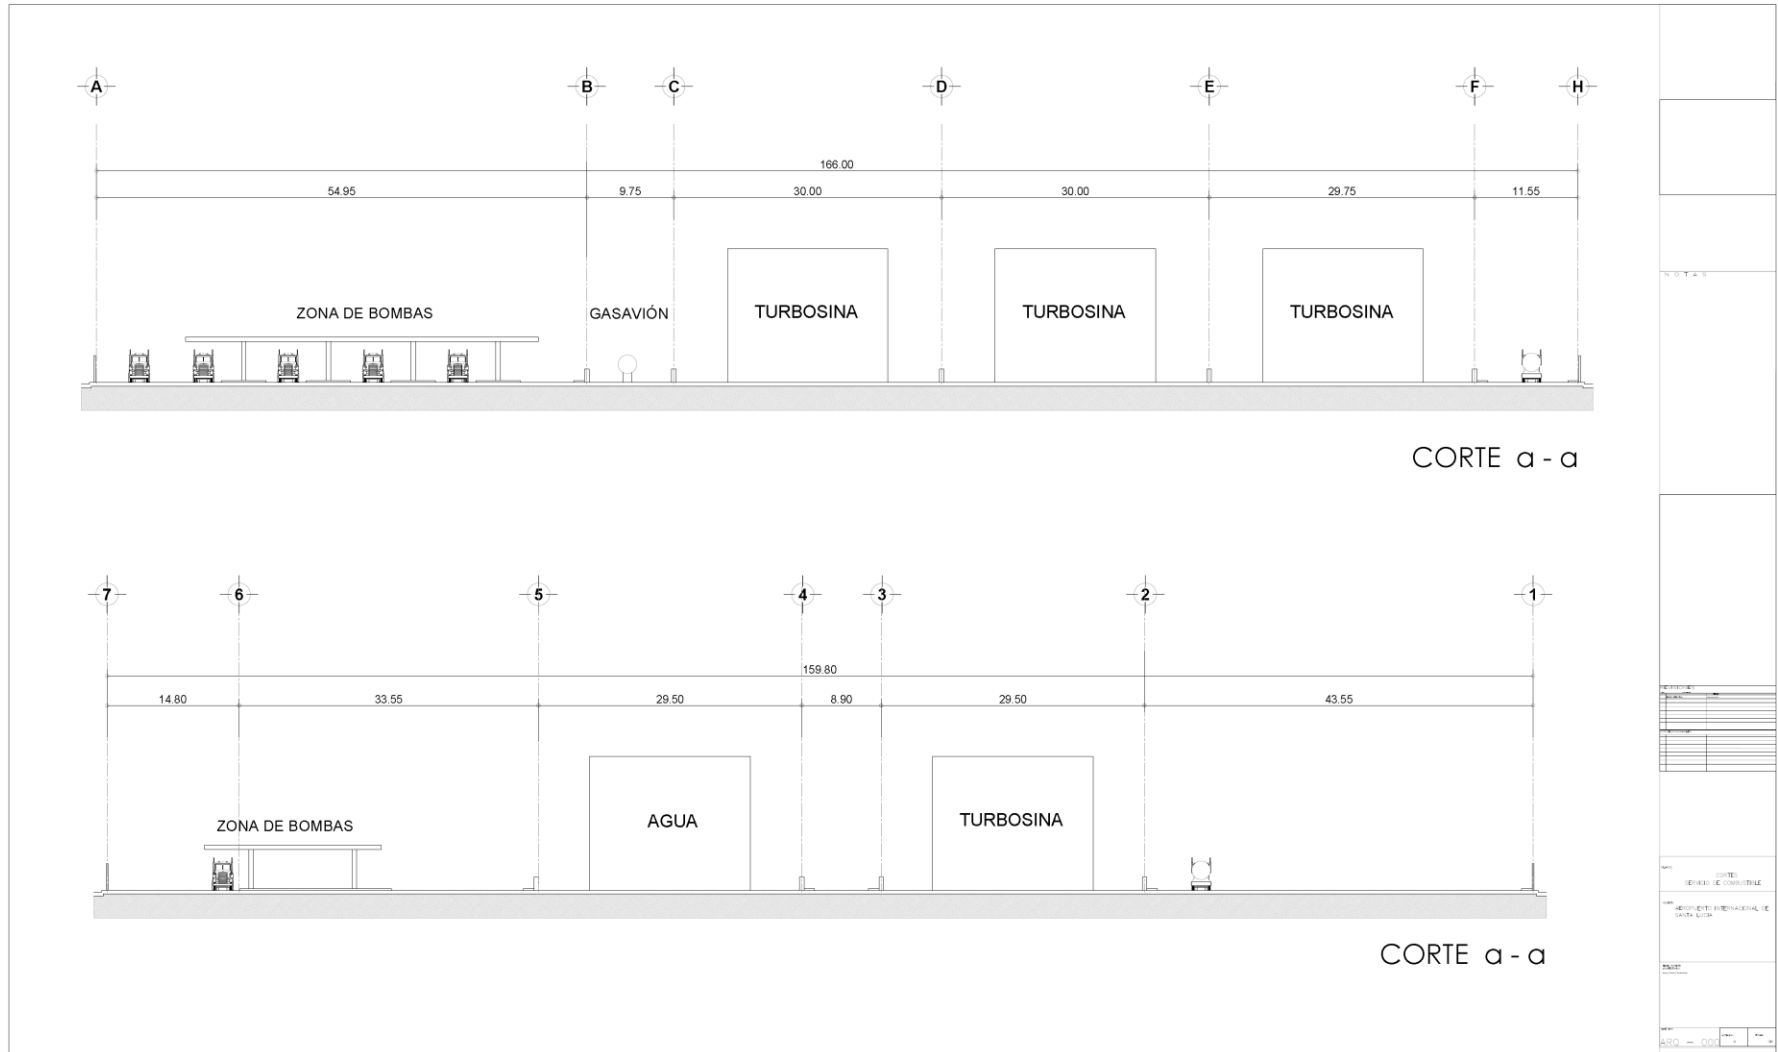 A B C D E F H
166.00
54.95 9.75 30.00 30.00 29.75 11.55
ZONA DE BOMBAS
GASAVIÓN
TURBOSINA
TURBOSINA
TURBOSINA
CORTE a - a
7 6 5 4 3 2 1
159.80
14.80 33.55 29.50 8.90 29.50 43.55
ZONA DE BOMBAS
AGUA
TURBOSINA
CORTE a - a
NOTAS
CORTES
SERVICIO DE COMBUSTIBLE
AEROPUERTO INTERNACIONAL DE
SANTA LUCIA
ARQ - 000